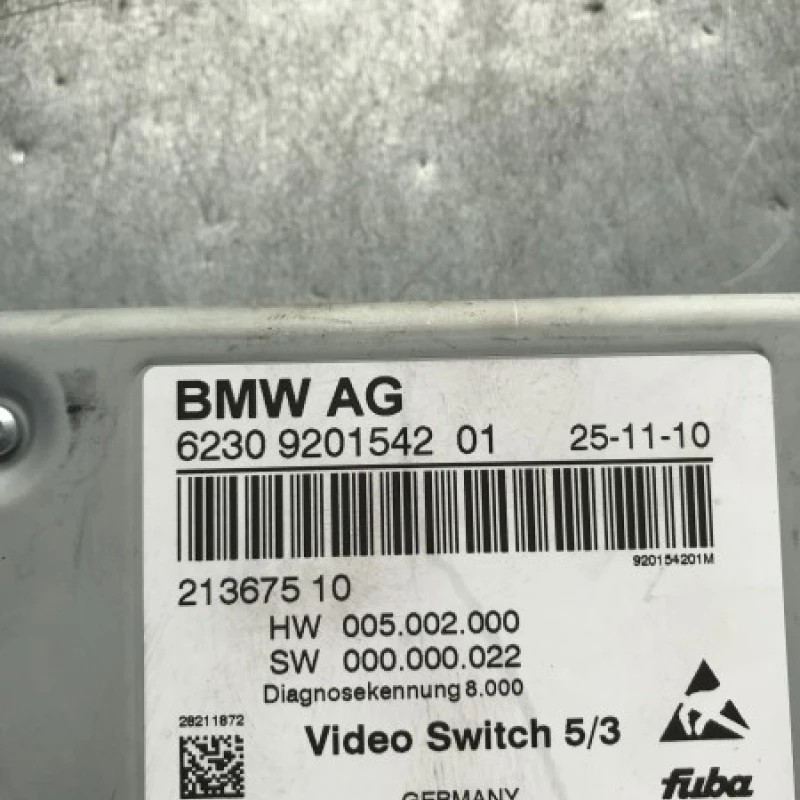 BMW AG
6230 9201542 01 25-11-10
920154201M
213675 10
HW 005.002.000
SW 000.000.022
Diagnosekennung 8.000
28211872
Video Switch 5/3
GERMANY
fuba